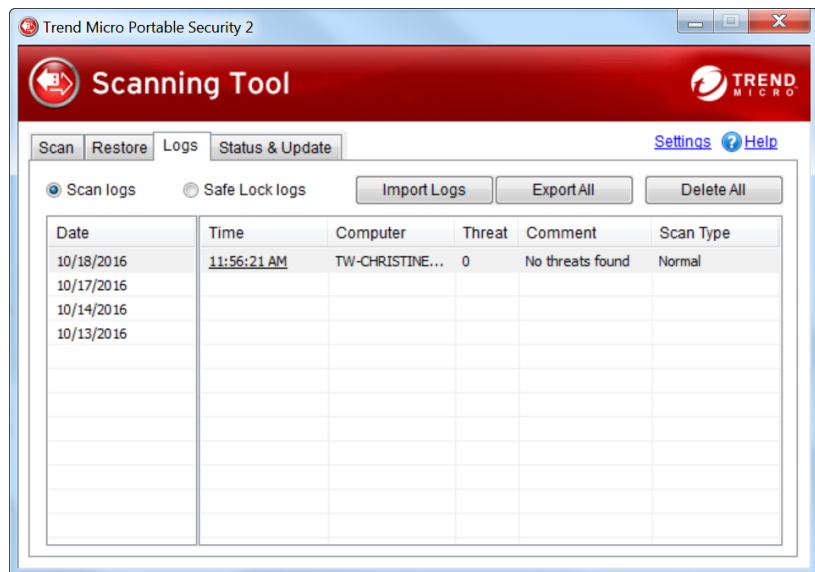 Trend Micro Portable Security 2
Scanning Tool
TREND MICRO
Scan Restore Logs Status & Update Settings Help
Scan logs Safe Lock logs Import Logs Export All Delete All
Date Time Computer Threat Comment Scan Type
10/18/2016 11:56:21 AM TW-CHRISTINE... 0 No threats found Normal
10/17/2016
10/14/2016
10/13/2016